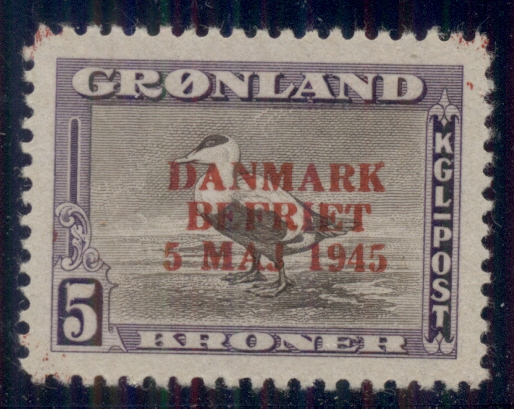 GRØNLAND
DANMARK
BEFRIET
5 MAJ 1945
KGL-POST
5
KRONER